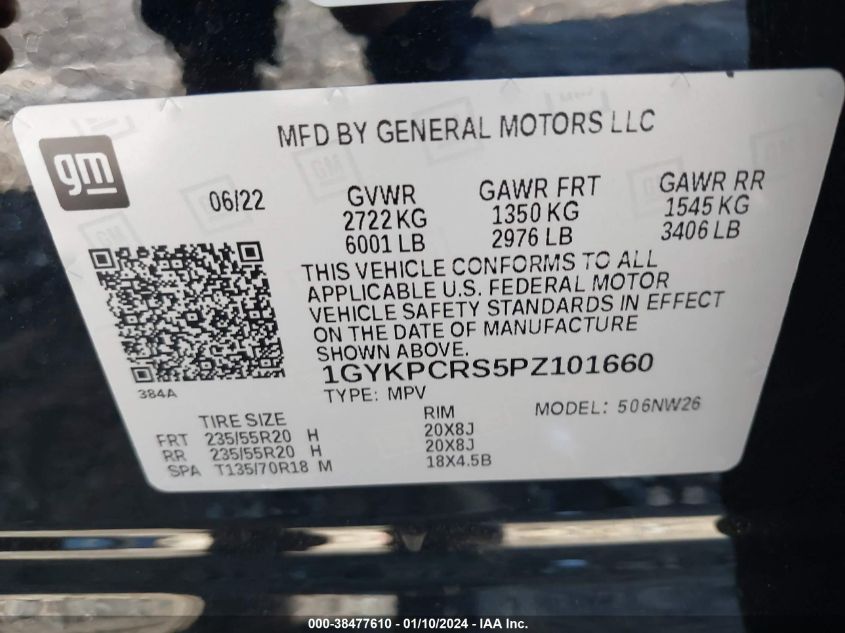 MFD BY GENERAL MOTORS LLC
gm
06/22
GVWR
2722 KG
6001 LB
GAWR FRT
1350 KG
2976 LB
GAWR RR
1545 KG
3406 LB
THIS VEHICLE CONFORMS TO ALL
APPLICABLE U.S. FEDERAL MOTOR
VEHICLE SAFETY STANDARDS IN EFFECT
ON THE DATE OF MANUFACTURE
SHOWN ABOVE.
1GYKPCRS5PZ101660
TYPE: MPV
MODEL: 506NW26
384A
TIRE SIZE RIM
FRT 235/55R20 H 20X8J
RR 235/55R20 H 20X8J
SPA T135/70R18 M 18X4.5B
000-38477610 - 01/10/2024 - IAA Inc.